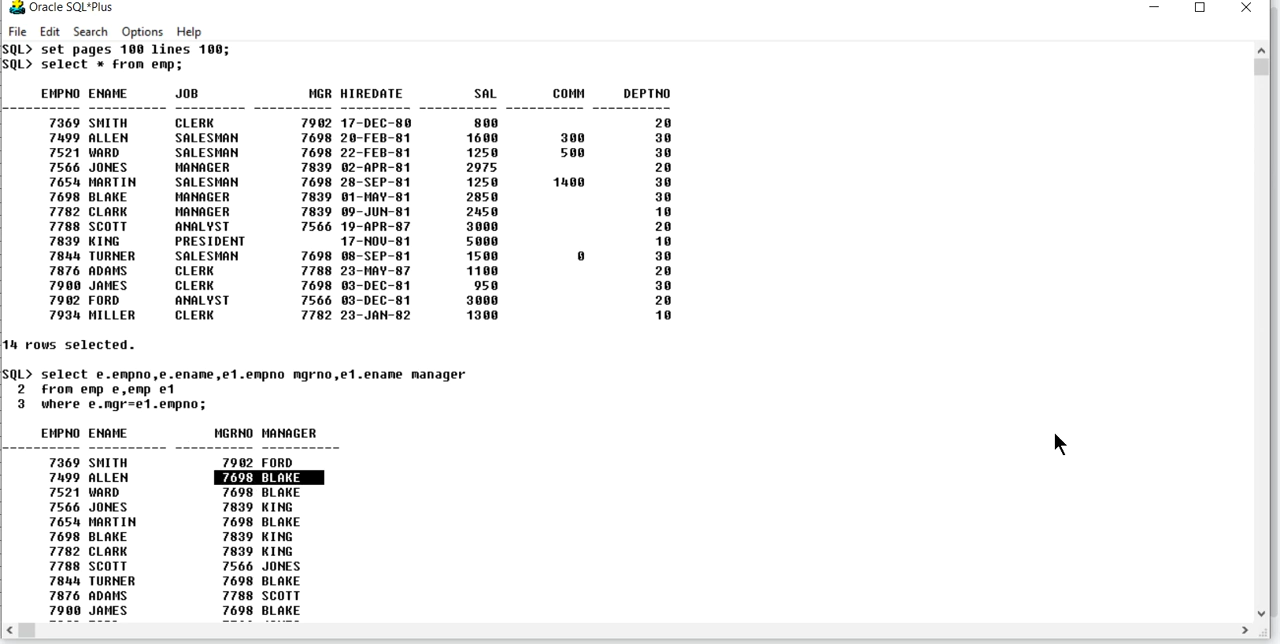 Oracle SQL*Plus
File Edit Search Options Help
SQL> set pages 100 lines 100;
SQL> select * from emp;
     EMPNO ENAME      JOB              MGR HIREDATE         SAL       COMM     DEPTNO
---------- ---------- --------- ---------- --------- ---------- ---------- ----------
      7369 SMITH      CLERK           7902 17-DEC-80        800                    20
      7499 ALLEN      SALESMAN        7698 20-FEB-81       1600        300         30
      7521 WARD       SALESMAN        7698 22-FEB-81       1250        500         30
      7566 JONES      MANAGER         7839 02-APR-81       2975                    20
      7654 MARTIN     SALESMAN        7698 28-SEP-81       1250       1400         30
      7698 BLAKE      MANAGER         7839 01-MAY-81       2850                    30
      7782 CLARK      MANAGER         7839 09-JUN-81       2450                    10
      7788 SCOTT      ANALYST         7566 19-APR-87       3000                    20
      7839 KING       PRESIDENT            17-NOV-81       5000                    10
      7844 TURNER     SALESMAN        7698 08-SEP-81       1500          0         30
      7876 ADAMS      CLERK           7788 23-MAY-87       1100                    20
      7900 JAMES      CLERK           7698 03-DEC-81        950                    30
      7902 FORD       ANALYST         7566 03-DEC-81       3000                    20
      7934 MILLER     CLERK           7782 23-JAN-82       1300                    10
14 rows selected.
SQL> select e.empno,e.ename,e1.empno mgrno,e1.ename manager
  2  from emp e,emp e1
  3  where e.mgr=e1.empno;
     EMPNO ENAME           MGRNO MANAGER
---------- ---------- ---------- ----------
      7369 SMITH            7902 FORD
      7499 ALLEN            7698 BLAKE
      7521 WARD             7698 BLAKE
      7566 JONES            7839 KING
      7654 MARTIN           7698 BLAKE
      7698 BLAKE            7839 KING
      7782 CLARK            7839 KING
      7788 SCOTT            7566 JONES
      7844 TURNER           7698 BLAKE
      7876 ADAMS            7788 SCOTT
      7900 JAMES            7698 BLAKE